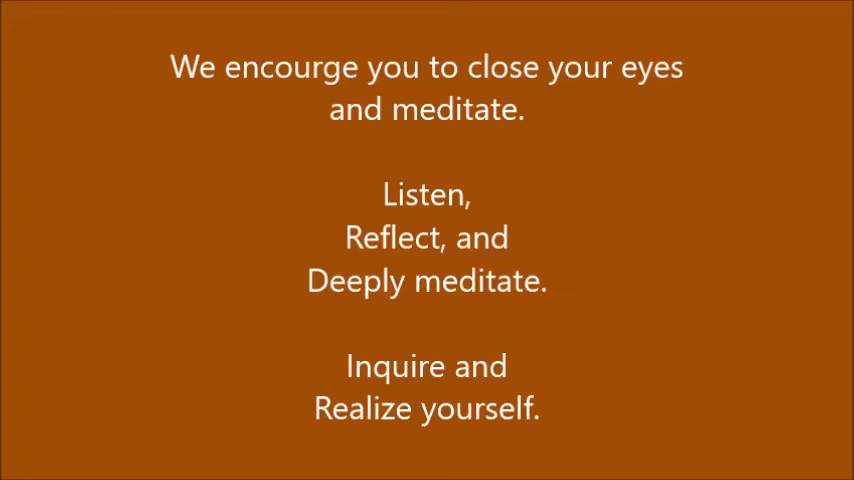 We encourge you to close your eyes
and meditate.
Listen,
Reflect, and
Deeply meditate.
Inquire and
Realize yourself.